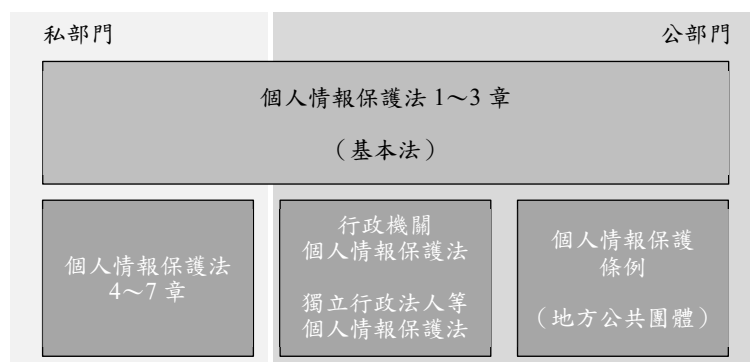 私部門
公部門
個人情報保護法 1～3 章
（基本法）
個人情報保護法
4～7 章
行政機關
個人情報保護法
獨立行政法人等
個人情報保護法
個人情報保護
條例
（地方公共團體）